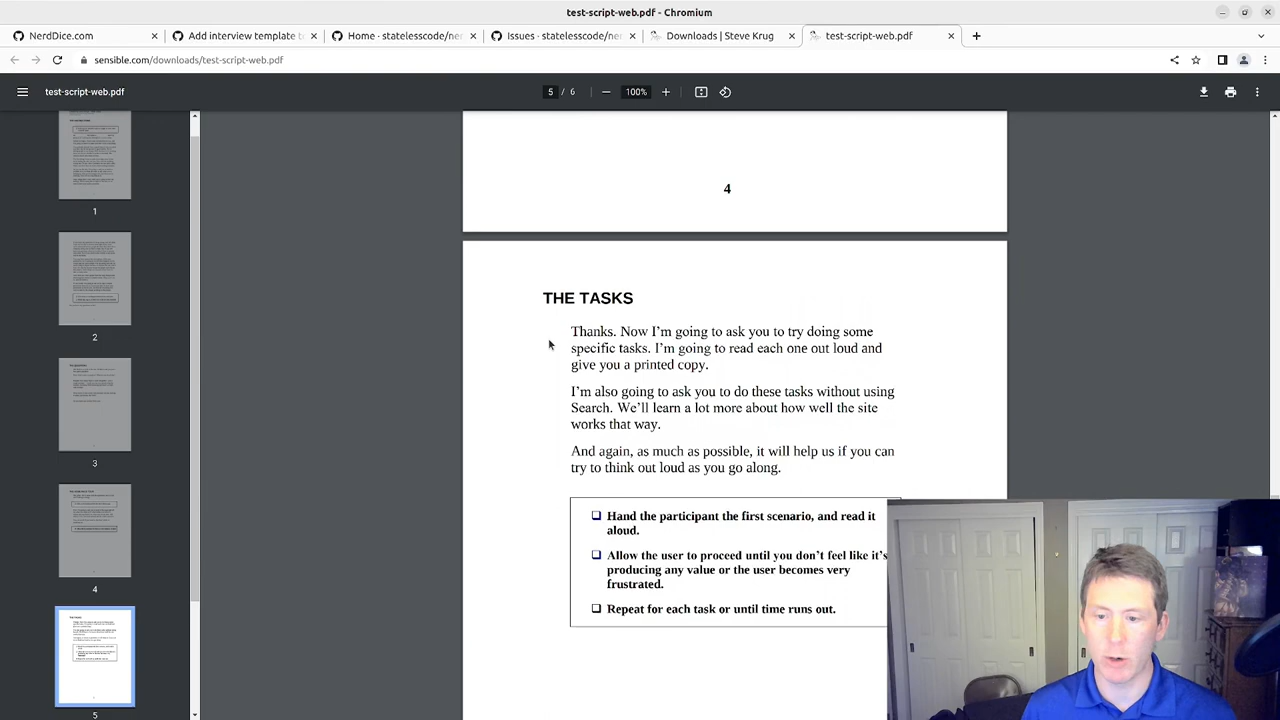 test-script-web.pdf - Chromium
NerdDice.com
Add interview template t
Home · statelesscode/ner
Issues · statelesscode/ne
Downloads | Steve Krug
test-script-web.pdf
sensible.com/downloads/test-script-web.pdf
test-script-web.pdf
5 / 6
100%
1
2
3
4
5
4
THE TASKS
Thanks. Now I'm going to ask you to try doing some
specific tasks. I'm going to read each one out loud and
give you a printed copy.
I'm also going to ask you to do these tasks without using
Search. We'll learn a lot more about how well the site
works that way.
And again, as much as possible, it will help us if you can
try to think out loud as you go along.
Hand the participant the first scenario, and read it
aloud.
Allow the user to proceed until you don't feel like it's
producing any value or the user becomes very
frustrated.
Repeat for each task or until time runs out.